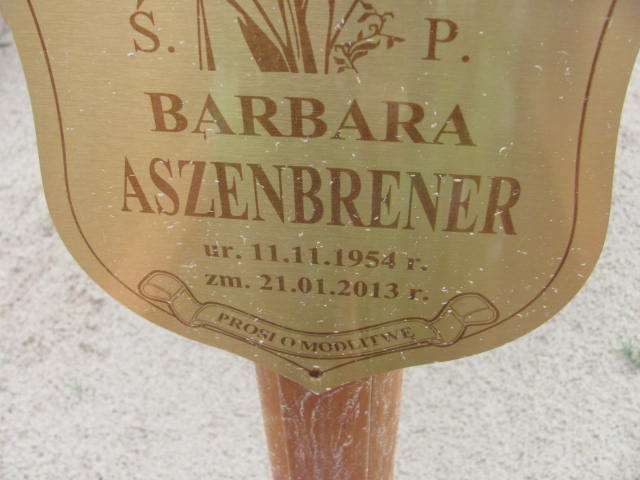 Ś. P.
BARBARA
ASZENBRENER
ur. 11.11.1954 r.
zm. 21.01.2013 r.
PROSI O MODLITWĘ